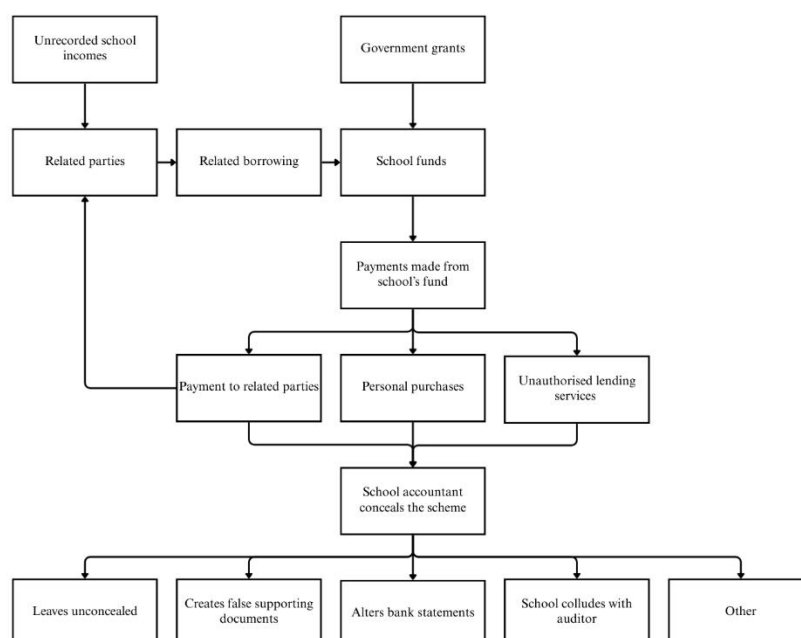 Unrecorded school
incomes
Government grants
Related parties
Related borrowing
School funds
Payments made from
school's fund
Payment to related parties
Personal purchases
Unauthorised lending
services
School accountant
conceals the scheme
Leaves unconcealed
Creates false supporting
documents
Alters bank statements
School colludes with
auditor
Other